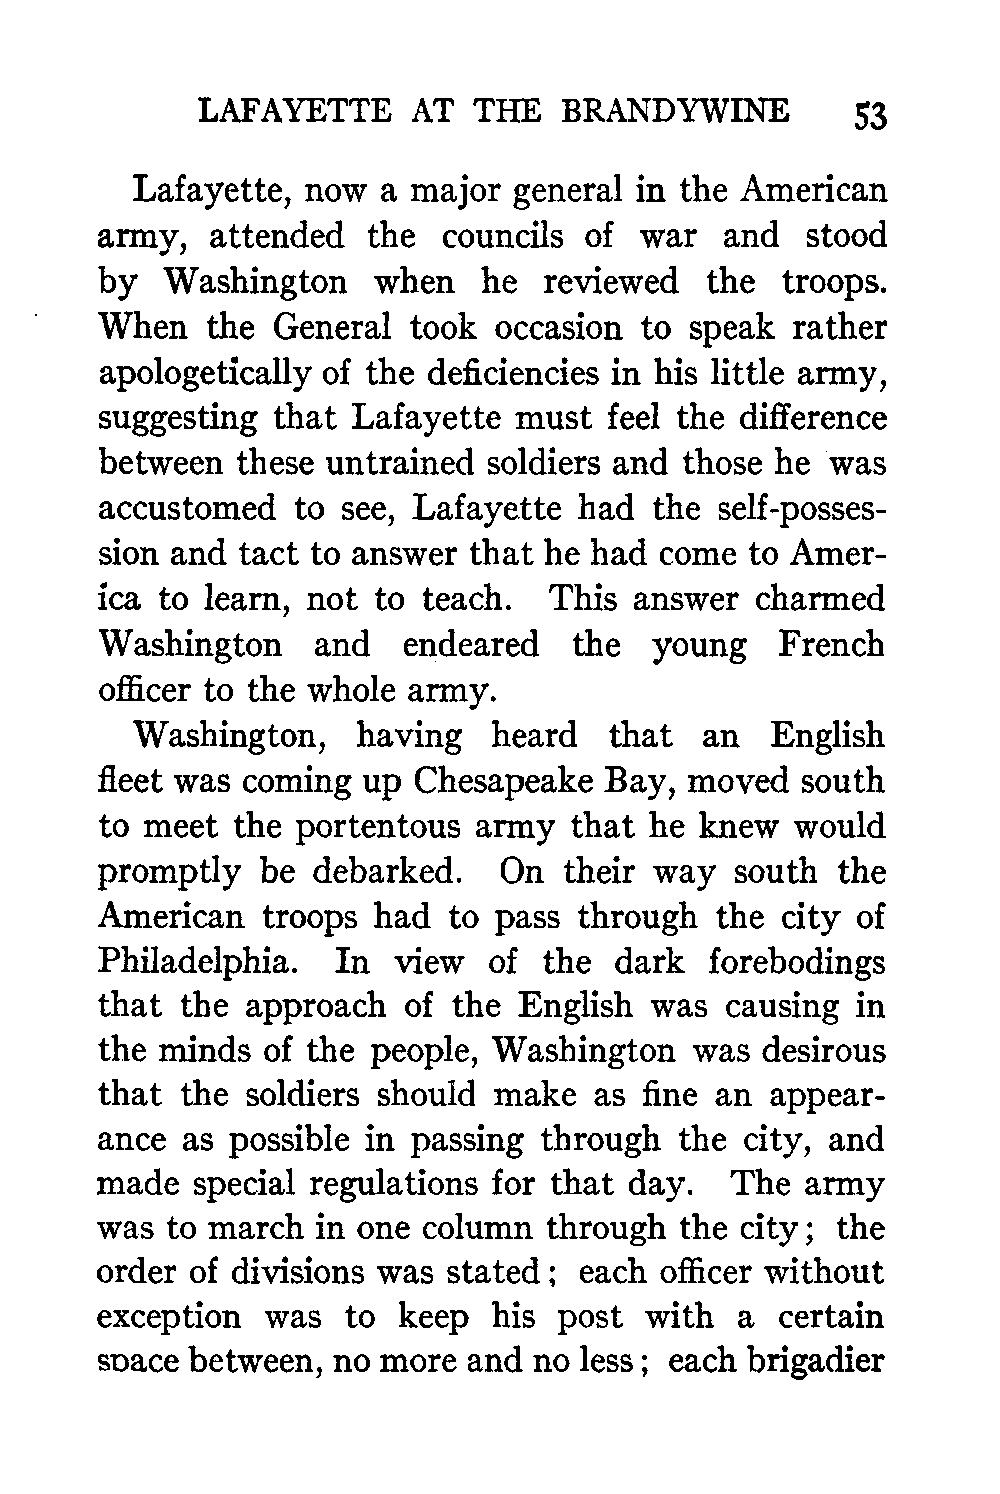 LAFAYETTE AT THE BRANDYWINE 53
Lafayette, now a major general in the American
army, attended the councils of war and stood
by Washington when he reviewed the troops.
When the General took occasion to speak rather
apologetically of the deficiencies in his little army,
suggesting that Lafayette must feel the difference
between these untrained soldiers and those he was
accustomed to see, Lafayette had the self-posses-
sion and tact to answer that he had come to Amer-
ica to learn, not to teach. This answer charmed
Washington and endeared the young French
officer to the whole army.
Washington, having heard that an English
fleet was coming up Chesapeake Bay, moved south
to meet the portentous army that he knew would
promptly be debarked. On their way south the
American troops had to pass through the city of
Philadelphia. In view of the dark forebodings
that the approach of the English was causing in
the minds of the people, Washington was desirous
that the soldiers should make as fine an appear-
ance as possible in passing through the city, and
made special regulations for that day. The army
was to march in one column through the city; the
order of divisions was stated; each officer without
exception was to keep his post with a certain
space between, no more and no less; each brigadier